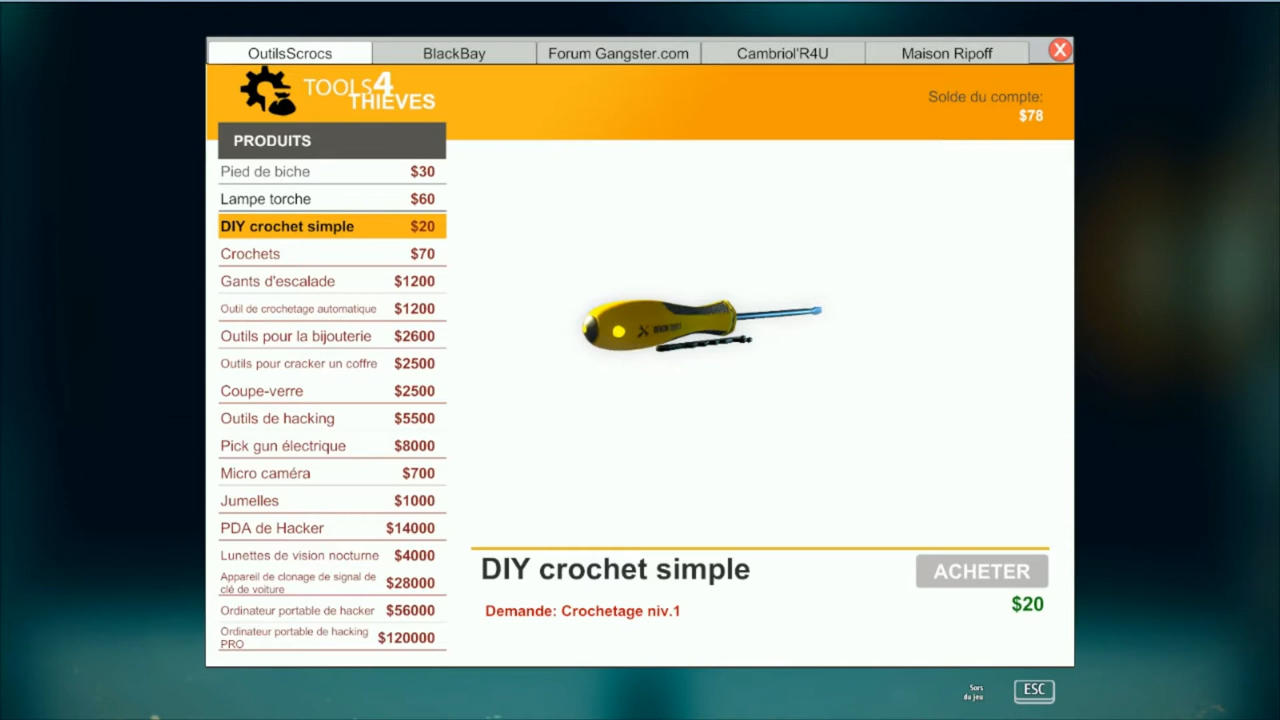 OutilsScrocs
BlackBay
Forum Gangster.com
Cambriol'R4U
Maison Ripoff
X
TOOLS4
THIEVES
Solde du compte:
$78
PRODUITS
Pied de biche $30
Lampe torche $60
DIY crochet simple $20
Crochets $70
Gants d'escalade $1200
Outil de crochetage automatique $1200
Outils pour la bijouterie $2600
Outils pour cracker un coffre $2500
Coupe-verre $2500
Outils de hacking $5500
Pick gun électrique $8000
Micro caméra $700
Jumelles $1000
PDA de Hacker $14000
Lunettes de vision nocturne $4000
Appareil de clonage de signal de
clé de voiture $28000
Ordinateur portable de hacker $56000
Ordinateur portable de hacking
PRO $120000
DIY crochet simple
ACHETER
Demande: Crochetage niv.1
$20
Sors
du jeu
ESC